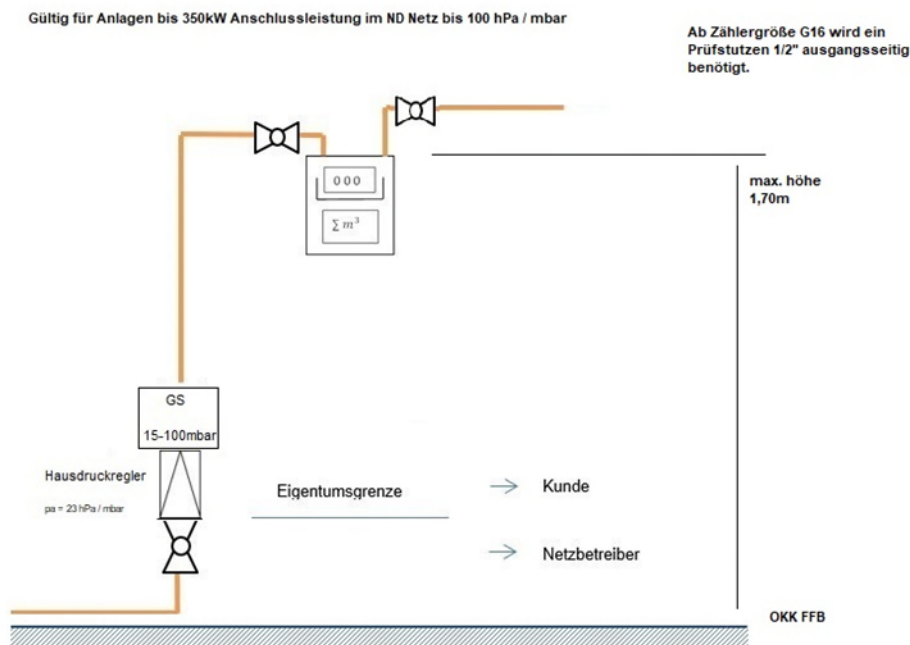 Gültig für Anlagen bis 350kW Anschlussleistung im ND Netz bis 100 hPa / mbar
Ab Zählergröße G16 wird ein
Prüfstutzen 1/2" ausgangsseitig
benötigt.
000
∑ m³
max. höhe
1,70m
GS
15-100mbar
Hausdruckregler
pa = 23 hPa / mbar
Eigentumsgrenze
Kunde
Netzbetreiber
OKK FFB